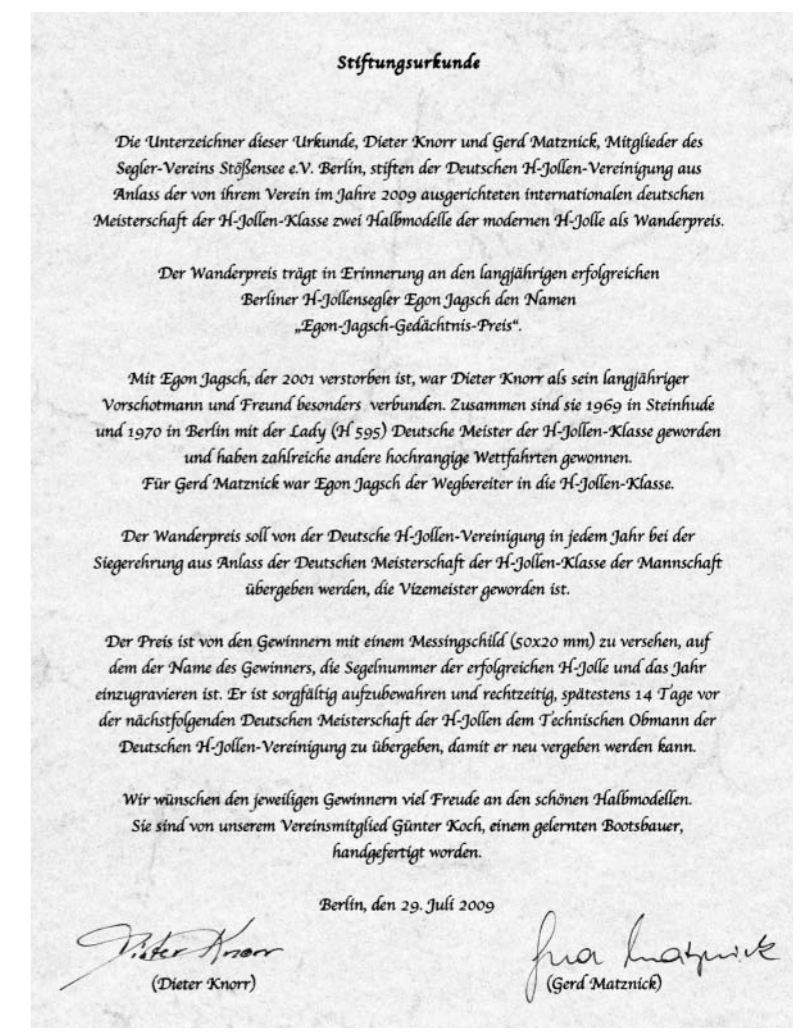 Stiftungsurkunde
Die Unterzeichner dieser Urkunde, Dieter Knorr und Gerd Matznick, Mitglieder des
Segler-Vereins Stößensee e.V. Berlin, stiften der Deutschen H-Jollen-Vereinigung aus
Anlass der von ihrem Verein im Jahre 2009 ausgerichteten internationalen deutschen
Meisterschaft der H-Jollen-Klasse zwei Halbmodelle der modernen H-Jolle als Wanderpreis.
Der Wanderpreis trägt in Erinnerung an den langjährigen erfolgreichen
Berliner H-Jollensegler Egon Jagsch den Namen
„Egon-Jagsch-Gedächtnis-Preis“.
Mit Egon Jagsch, der 2001 verstorben ist, war Dieter Knorr als sein langjähriger
Vorschotmann und Freund besonders verbunden. Zusammen sind sie 1969 in Steinhude
und 1970 in Berlin mit der Lady (H 595) Deutsche Meister der H-Jollen-Klasse geworden
und haben zahlreiche andere hochrangige Wettfahrten gewonnen.
Für Gerd Matznick war Egon Jagsch der Wegbereiter in die H-Jollen-Klasse.
Der Wanderpreis soll von der Deutsche H-Jollen-Vereinigung in jedem Jahr bei der
Siegerehrung aus Anlass der Deutschen Meisterschaft der H-Jollen-Klasse der Mannschaft
übergeben werden, die Vizemeister geworden ist.
Der Preis ist von den Gewinnern mit einem Messingschild (50x20 mm) zu versehen, auf
dem der Name des Gewinners, die Segelnummer der erfolgreichen H-Jolle und das Jahr
einzugravieren ist. Er ist sorgfältig aufzubewahren und rechtzeitig, spätestens 14 Tage vor
der nächstfolgenden Deutschen Meisterschaft der H-Jollen dem Technischen Obmann der
Deutschen H-Jollen-Vereinigung zu übergeben, damit er neu vergeben werden kann.
Wir wünschen den jeweiligen Gewinnern viel Freude an den schönen Halbmodellen.
Sie sind von unserem Vereinsmitglied Günter Koch, einem gelernten Bootsbauer,
handgefertigt worden.
Berlin, den 29. Juli 2009
Dieter Knorr
Gerd Matznick
(Dieter Knorr)
(Gerd Matznick)